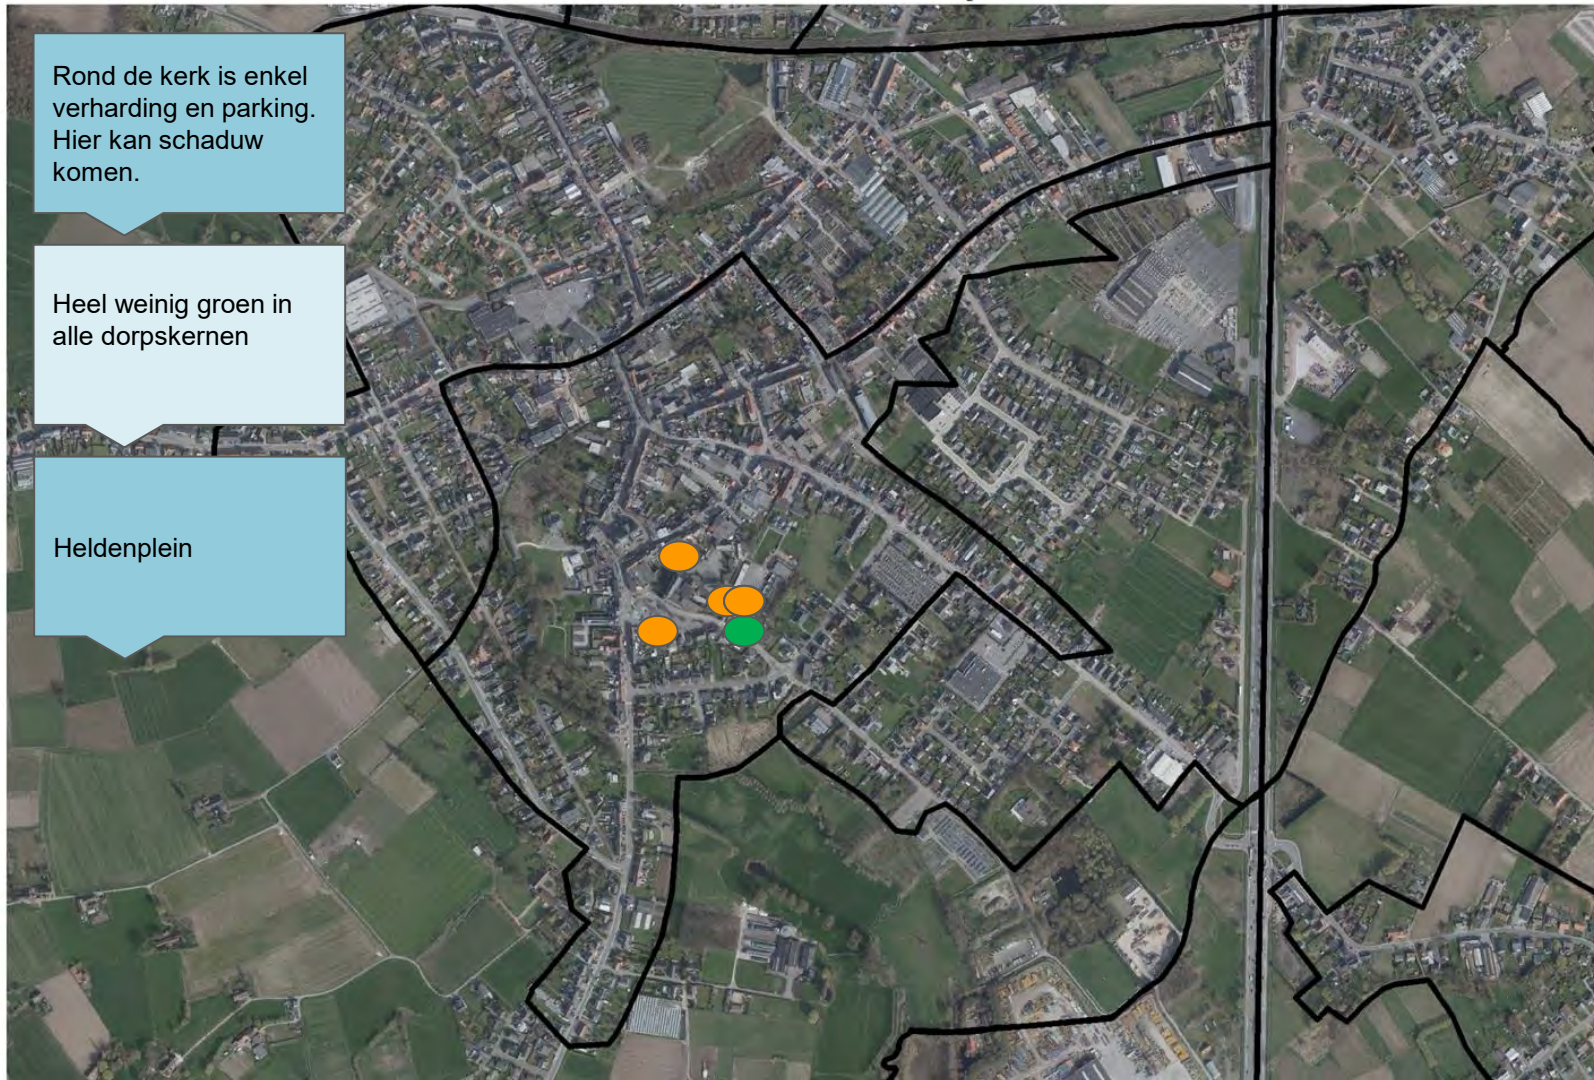 Rond de kerk is enkel
verharding en parking.
Hier kan schaduw
komen.
Heel weinig groen in
alle dorpskernen
Heldenplein